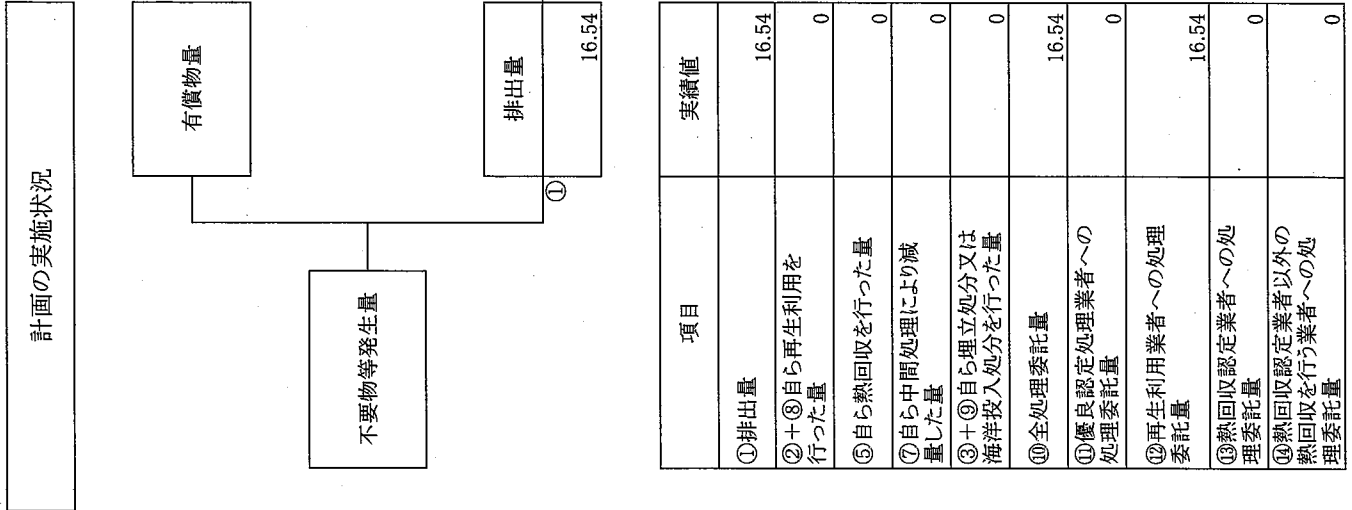 計画の実施状況
有償物量
不要物等発生量
排出量
①
16.54
項目
実績値
①排出量
16.54
②+⑧自ら再生利用を
行った量
0
⑤自ら熱回収を行った量
0
⑦自ら中間処理により減
量した量
0
③+⑨自ら埋立処分又は
海洋投入処分を行った量
0
⑩全処理委託量
16.54
⑪優良認定処理業者への
処理委託量
0
⑫再生利用業者への処理
委託量
16.54
⑬熱回収認定業者への処
理委託量
0
⑭熱回収認定業者以外の
熱回収を行う業者への処
理委託量
0